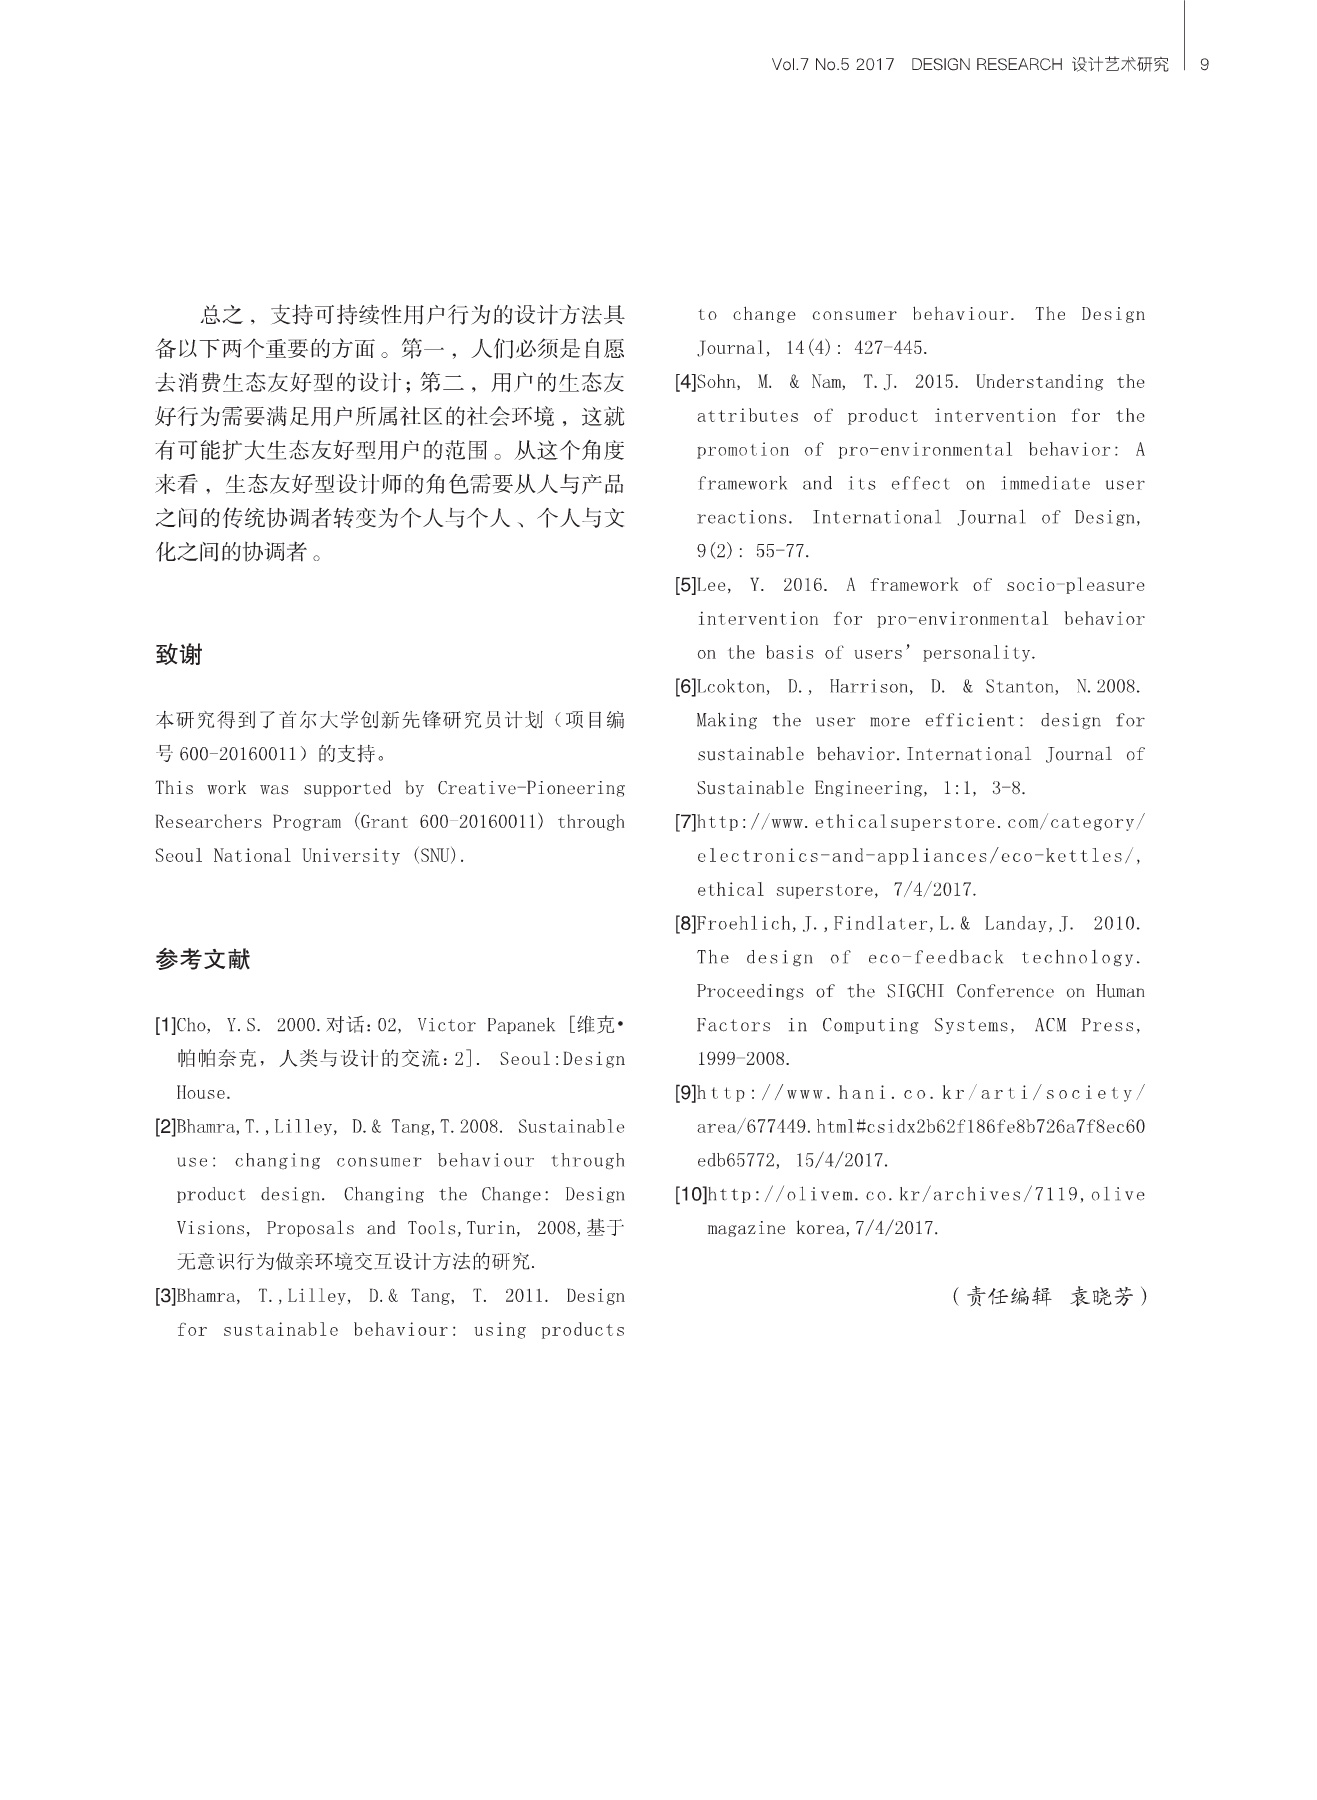 Vol.7 No.5 2017 DESIGN RESEARCH 设计艺术研究 9
总之，支持可持续性用户行为的设计方法具
备以下两个重要的方面。第一，人们必须是自愿
去消费生态友好型的设计；第二，用户的生态友
好行为需要满足用户所属社区的社会环境，这就
有可能扩大生态友好型用户的范围。从这个角度
来看，生态友好型设计师的角色需要从人与产品
之间的传统协调者转变为个人与个人、个人与文
化之间的协调者。
致谢
本研究得到了首尔大学创新先锋研究员计划（项目编
号 600-20160011）的支持。
This work was supported by Creative-Pioneering
Researchers Program (Grant 600-20160011) through
Seoul National University (SNU).
参考文献
[1]Cho, Y.S. 2000.对话:02, Victor Papanek [维克•
帕帕奈克，人类与设计的交流:2]. Seoul:Design
House.
[2]Bhamra,T.,Lilley, D.& Tang,T.2008. Sustainable
use: changing consumer behaviour through
product design. Changing the Change: Design
Visions, Proposals and Tools,Turin, 2008,基于
无意识行为做亲环境交互设计方法的研究.
[3]Bhamra, T.,Lilley, D.& Tang, T. 2011. Design
for sustainable behaviour: using products
to change consumer behaviour. The Design
Journal, 14(4): 427-445.
[4]Sohn, M. & Nam, T.J. 2015. Understanding the
attributes of product intervention for the
promotion of pro-environmental behavior: A
framework and its effect on immediate user
reactions. International Journal of Design,
9(2): 55-77.
[5]Lee, Y. 2016. A framework of socio-pleasure
intervention for pro-environmental behavior
on the basis of users’ personality.
[6]Lcokton, D., Harrison, D. & Stanton, N.2008.
Making the user more efficient: design for
sustainable behavior.International Journal of
Sustainable Engineering, 1:1, 3-8.
[7]http://www.ethicalsuperstore.com/category/
electronics-and-appliances/eco-kettles/,
ethical superstore, 7/4/2017.
[8]Froehlich,J.,Findlater,L.& Landay,J. 2010.
The design of eco-feedback technology.
Proceedings of the SIGCHI Conference on Human
Factors in Computing Systems, ACM Press,
1999-2008.
[9]http://www.hani.co.kr/arti/society/
area/677449.html#csidx2b62f186fe8b726a7f8ec60
edb65772, 15/4/2017.
[10]http://olivem.co.kr/archives/7119,olive
magazine korea,7/4/2017.
（责任编辑 袁晓芳）